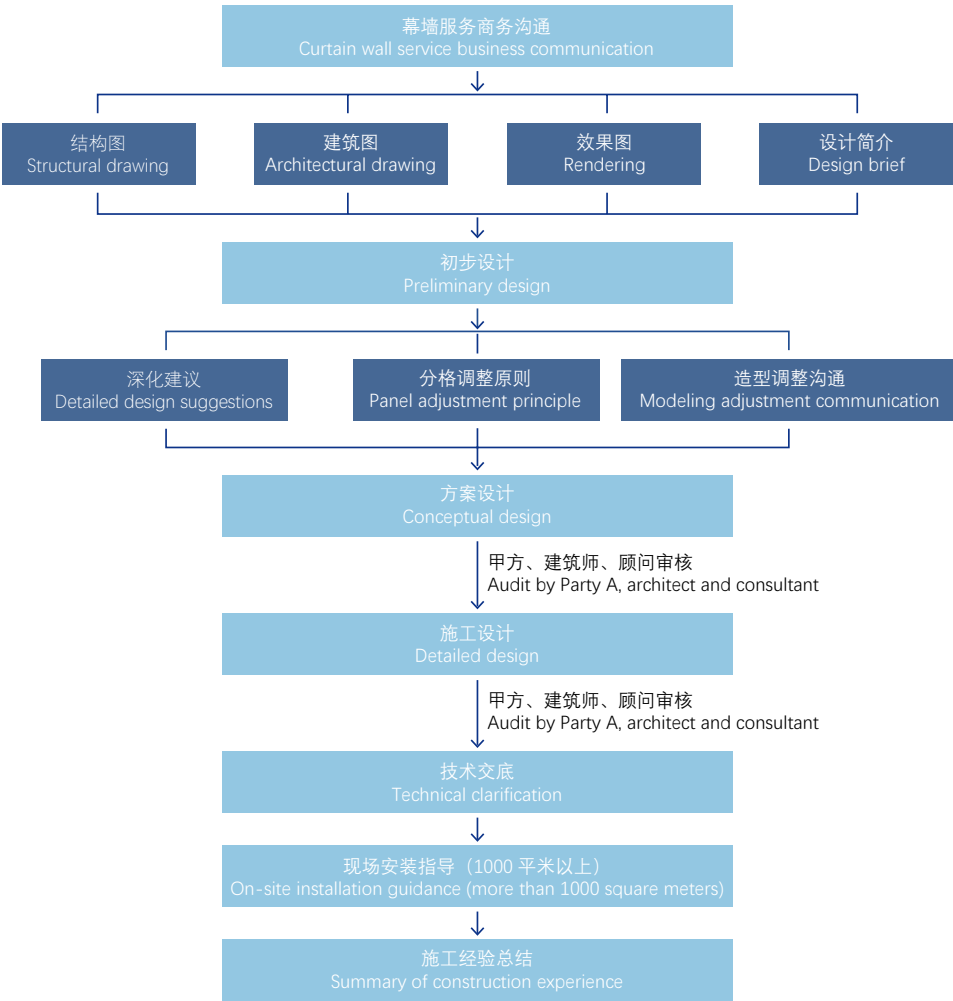 幕墙服务商务沟通
Curtain wall service business communication
结构图
Structural drawing
建筑图
Architectural drawing
效果图
Rendering
设计简介
Design brief
初步设计
Preliminary design
深化建议
Detailed design suggestions
分格调整原则
Panel adjustment principle
造型调整沟通
Modeling adjustment communication
方案设计
Conceptual design
甲方、建筑师、顾问审核
Audit by Party A, architect and consultant
施工设计
Detailed design
甲方、建筑师、顾问审核
Audit by Party A, architect and consultant
技术交底
Technical clarification
现场安装指导（1000 平米以上）
On-site installation guidance (more than 1000 square meters)
施工经验总结
Summary of construction experience